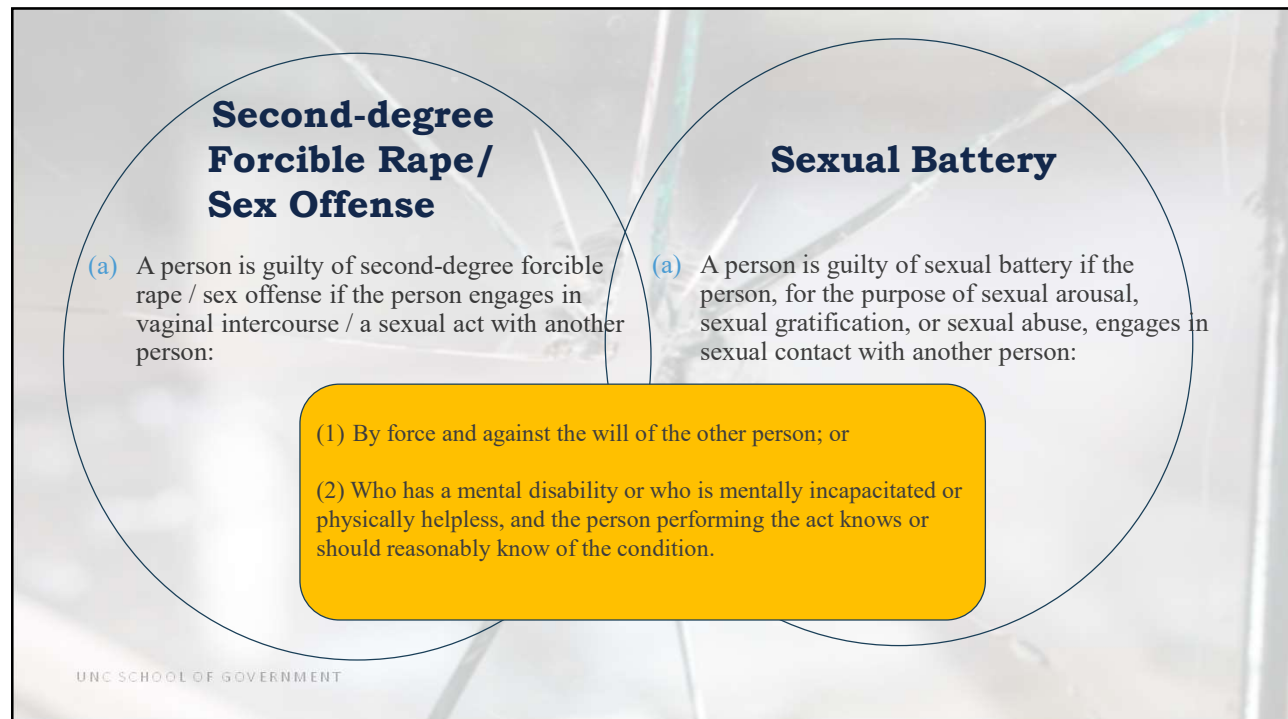 Second-degree
Forcible Rape/
Sex Offense
(a) A person is guilty of second-degree forcible
rape / sex offense if the person engages in
vaginal intercourse / a sexual act with another
person:
Sexual Battery
(a) A person is guilty of sexual battery if the
person, for the purpose of sexual arousal,
sexual gratification, or sexual abuse, engages in
sexual contact with another person:
(1) By force and against the will of the other person; or
(2) Who has a mental disability or who is mentally incapacitated or
physically helpless, and the person performing the act knows or
should reasonably know of the condition.
UNC SCHOOL OF GOVERNMENT